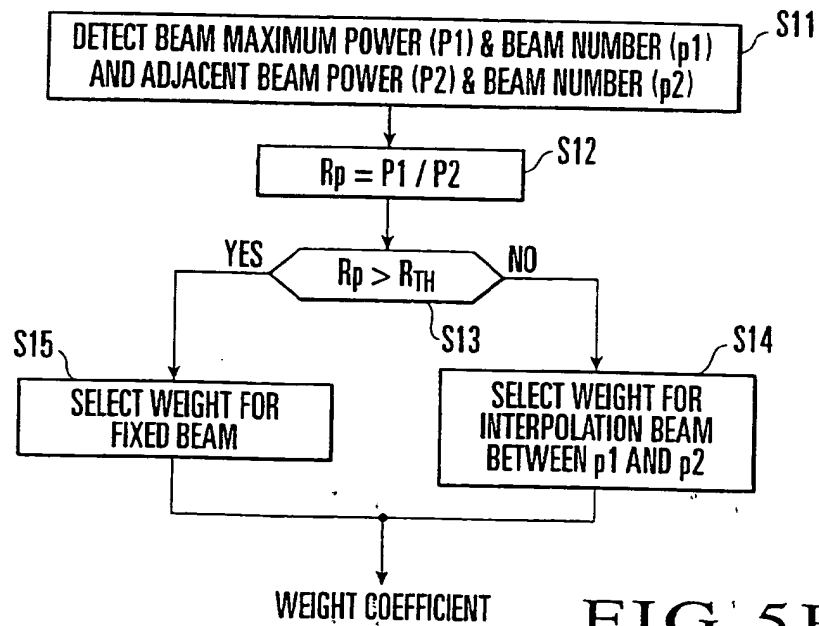 DETECT BEAM MAXIMUM POWER (P1) & BEAM NUMBER (p1)
AND ADJACENT BEAM POWER (P2) & BEAM NUMBER (p2)
S11
Rp = P1 / P2
S12
YES
Rp > RTH
NO
S13
S15
SELECT WEIGHT FOR
FIXED BEAM
S14
SELECT WEIGHT FOR
INTERPOLATION BEAM
BETWEEN p1 AND p2
WEIGHT COEFFICIENT
FIG. 5B